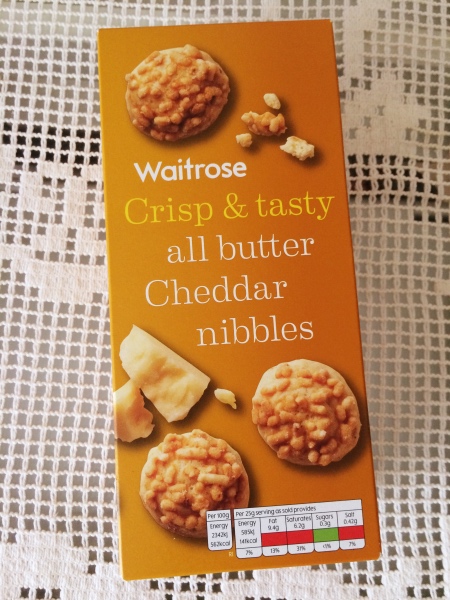 Waitrose
Crisp & tasty
all butter
Cheddar
nibbles
Per 100g
Energy
2342kJ
562kcal
Per 25g serving as sold provides
Energy
585kJ
141kcal
7%
Fat
9.4g
13%
Saturates
6.2g
31%
Sugars
0.3g
<1%
Salt
0.42g
7%